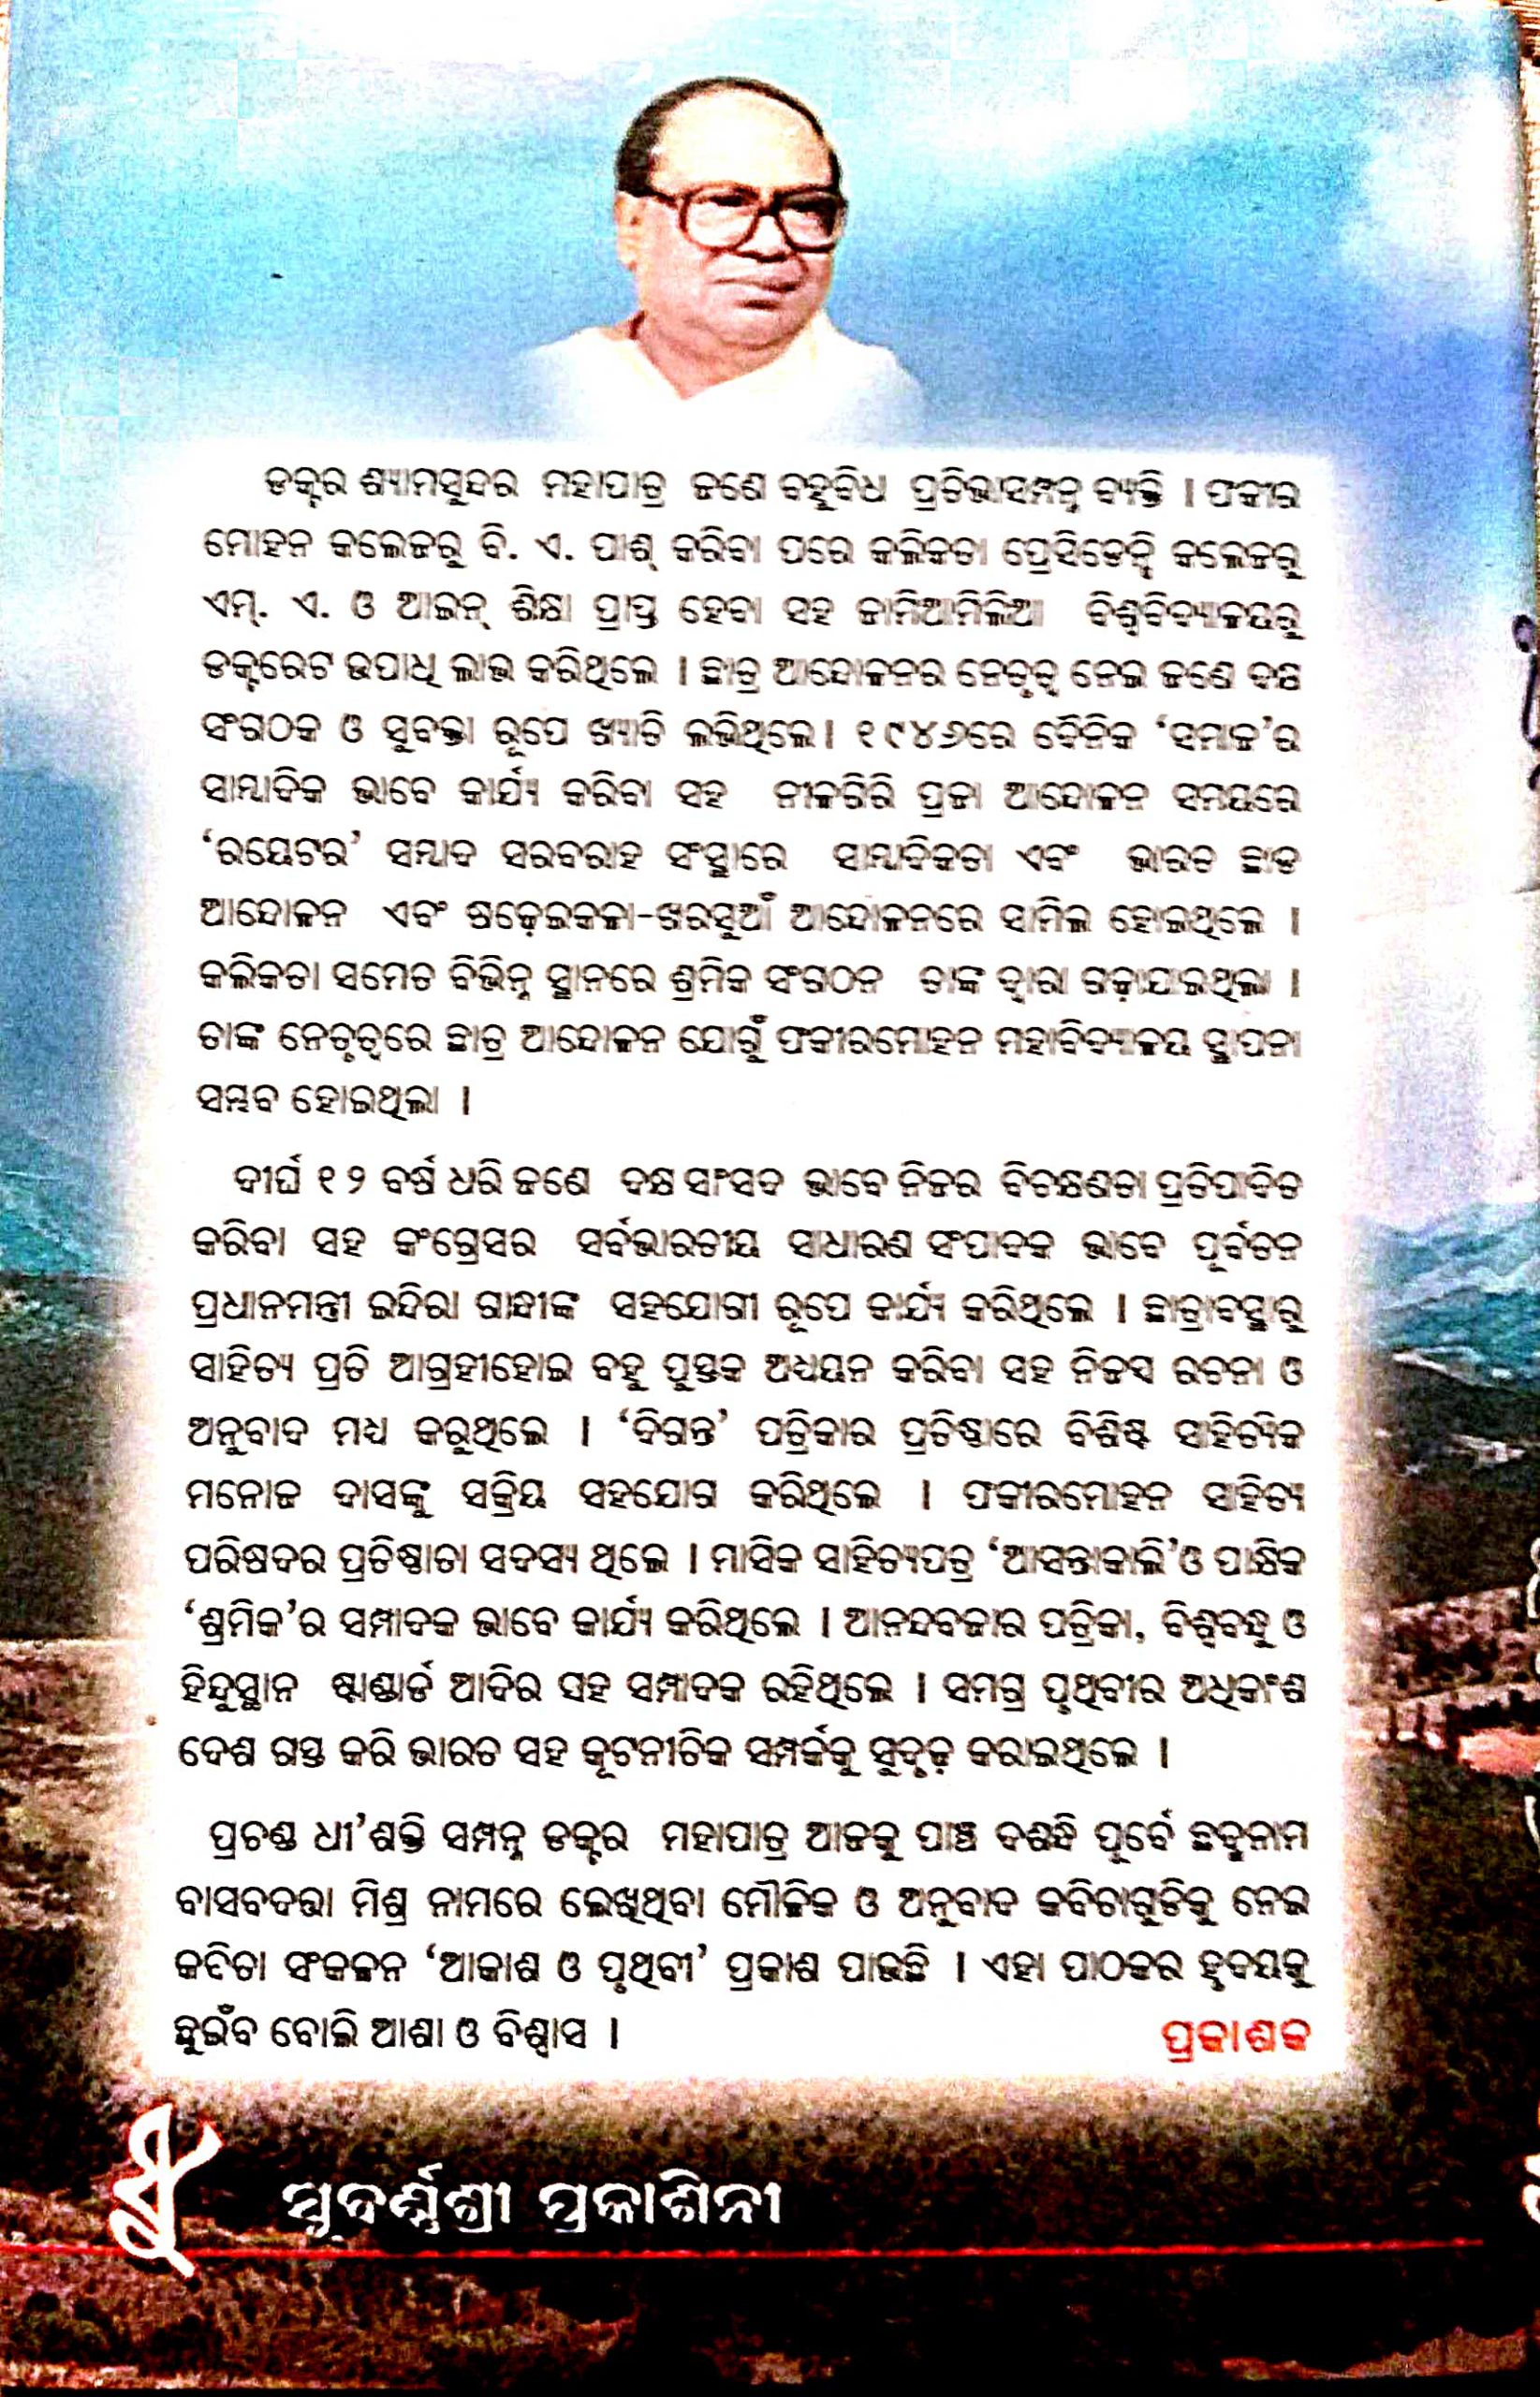 ଡକ୍ଟର ଶ୍ୟାମସୁନ୍ଦର ମହାପାତ୍ର ଜଣେ ବହୁବିଧ ପ୍ରତିଭାସମ୍ପନ୍ନ ବ୍ୟକ୍ତି । ଫକୀର
ମୋହନ କଲେଜରୁ ବି. ଏ. ପାଶ୍ କରିବା ପରେ କଲିକତା ପ୍ରେସିଡେନ୍ସି କଲେଜରୁ
ଏମ୍. ଏ. ଓ ଆଇନ୍ ଶିକ୍ଷା ପ୍ରାପ୍ତ ହେବା ସହ ଜାମିଆମିଲିଆ ବିଶ୍ୱବିଦ୍ୟାଳୟରୁ
ଡକ୍ଟରେଟ ଉପାଧି ଲାଭ କରିଥିଲେ । ଛାତ୍ର ଆନ୍ଦୋଳନର ନେତୃତ୍ୱ ନେଇ ଜଣେ ଦକ୍ଷ
ସଂଗଠକ ଓ ସୁବକ୍ତା ରୂପେ ଖ୍ୟାତି ଲଭିଥିଲେ। ୧୯୪୬ରେ ଦୈନିକ ‘ସମାଜ’ର
ସାମ୍ବାଦିକ ଭାବେ କାର୍ଯ୍ୟ କରିବା ସହ ନୀଳଗିରି ପ୍ରଜା ଆନ୍ଦୋଳନ ସମୟରେ
‘ରୟେଟର’ ସମ୍ବାଦ ସରବରାହ ସଂସ୍ଥାରେ ସାମ୍ବାଦିକତା ଏବଂ ଭାରତ ଛାଡ
ଆନ୍ଦୋଳନ ଏବଂ ଷଢ଼େଇକଳା-ଖରସୁଆଁ ଆନ୍ଦୋଳନରେ ସାମିଲ ହୋଇଥିଲେ ।
କଲିକତା ସମେତ ବିଭିନ୍ନ ସ୍ଥାନରେ ଶ୍ରମିକ ସଂଗଠନ ତାଙ୍କ ଦ୍ୱାରା ଗଢ଼ାଯାଇଥିଲା ।
ତାଙ୍କ ନେତୃତ୍ୱରେ ଛାତ୍ର ଆନ୍ଦୋଳନ ଯୋଗୁଁ ଫକୀରମୋହନ ମହାବିଦ୍ୟାଳୟ ସ୍ଥାପନା
ସମ୍ଭବ ହୋଇଥିଲା ।
ଦୀର୍ଘ ୧୨ ବର୍ଷ ଧରି ଜଣେ ଦକ୍ଷ ସାଂସଦ ଭାବେ ନିଜର ବିଚକ୍ଷଣତା ପ୍ରତିପାଦିତ
କରିବା ସହ କଂଗ୍ରେସର ସର୍ବଭାରତୀୟ ସାଧାରଣ ସଂପାଦକ ଭାବେ ପୂର୍ବତନ
ପ୍ରଧାନମନ୍ତ୍ରୀ ଇନ୍ଦିରା ଗାନ୍ଧୀଙ୍କ ସହଯୋଗୀ ରୂପେ କାର୍ଯ୍ୟ କରିଥିଲେ । ଛାତ୍ରାବସ୍ଥାରୁ
ସାହିତ୍ୟ ପ୍ରତି ଆଗ୍ରହୀହୋଇ ବହୁ ପୁସ୍ତକ ଅଧ୍ୟୟନ କରିବା ସହ ନିଜସ୍ୱ ରଚନା ଓ
ଅନୁବାଦ ମଧ୍ୟ କରୁଥିଲେ । ‘ଦିଗନ୍ତ’ ପତ୍ରିକାର ପ୍ରତିଷ୍ଠାରେ ବିଶିଷ୍ଟ ସାହିତ୍ୟିକ
ମନୋଜ ଦାସଙ୍କୁ ସକ୍ରିୟ ସହଯୋଗ କରିଥିଲେ । ଫକୀରମୋହନ ସାହିତ୍ୟ
ପରିଷଦର ପ୍ରତିଷ୍ଠାତା ସଦସ୍ୟ ଥିଲେ । ମାସିକ ସାହିତ୍ୟପତ୍ର ‘ଆସନ୍ତାକାଲି’ଓ ପାକ୍ଷିକ
‘ଶ୍ରମିକ’ର ସମ୍ପାଦକ ଭାବେ କାର୍ଯ୍ୟ କରିଥିଲେ । ଆନନ୍ଦବଜାର ପତ୍ରିକା, ବିଶ୍ୱବନ୍ଧୁ ଓ
ହିନ୍ଦୁସ୍ଥାନ ଷ୍ଟାଣ୍ଡାର୍ଡ ଆଦିର ସହ ସମ୍ପାଦକ ରହିଥିଲେ । ସମଗ୍ର ପୃଥିବୀର ଅଧିକାଂଶ
ଦେଶ ଗସ୍ତ କରି ଭାରତ ସହ କୂଟନୀତିକ ସମ୍ପର୍କକୁ ସୁଦୃଢ଼ କରାଇଥିଲେ ।
ପ୍ରଚଣ୍ଡ ଧୀ’ଶକ୍ତି ସମ୍ପନ୍ନ ଡକ୍ଟର ମହାପାତ୍ର ଆଜକୁ ପାଞ୍ଚ ଦଶନ୍ଧି ପୂର୍ବେ ଛଦ୍ମନାମ
ବାସବଦତ୍ତା ମିଶ୍ର ନାମରେ ଲେଖିଥିବା ମୌଳିକ ଓ ଅନୁବାଦ କବିତାଗୁଡିକୁ ନେଇ
କବିତା ସଂକଳନ ‘ଆକାଶ ଓ ପୃଥିବୀ’ ପ୍ରକାଶ ପାଉଛି । ଏହା ପାଠକର ହୃଦୟକୁ
ଛୁଇଁବ ବୋଲି ଆଶା ଓ ବିଶ୍ୱାସ ।
ପ୍ରକାଶକ
ସୁଦର୍ଶ୍ଣଶ୍ରୀ ପ୍ରକାଶିନୀ